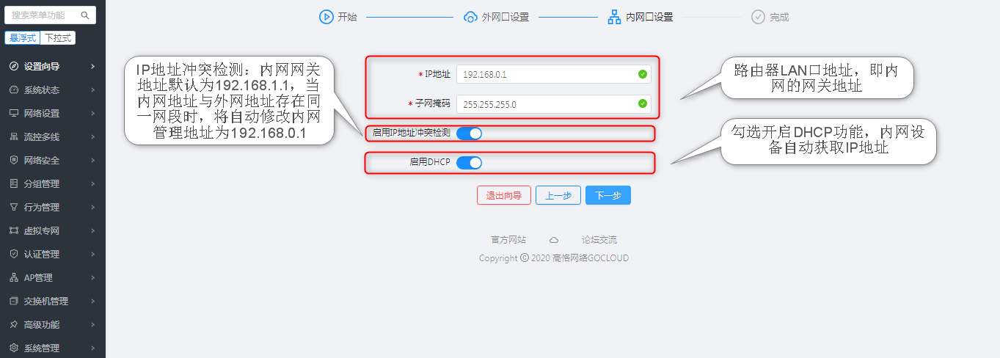 搜索菜单功能
悬浮式 下拉式
设置向导
系统状态
网络设置
流控多线
网络安全
分组管理
行为管理
虚拟专网
认证管理
AP管理
交换机管理
高级功能
系统管理
开始 外网口设置 内网口设置 完成
IP地址冲突检测：内网网关
地址默认为192.168.1.1，当
内网地址与外网地址存在同
一网段时，将自动修改内网
管理地址为192.168.0.1
* IP地址 192.168.0.1
* 子网掩码 255.255.255.0
启用IP地址冲突检测
启用DHCP
路由器LAN口地址，即内
网的网关地址
勾选开启DHCP功能，内网设
备自动获取IP地址
退出向导 上一步 下一步
官方网站 论坛交流
Copyright © 2020 高恪网络GOCLOUD